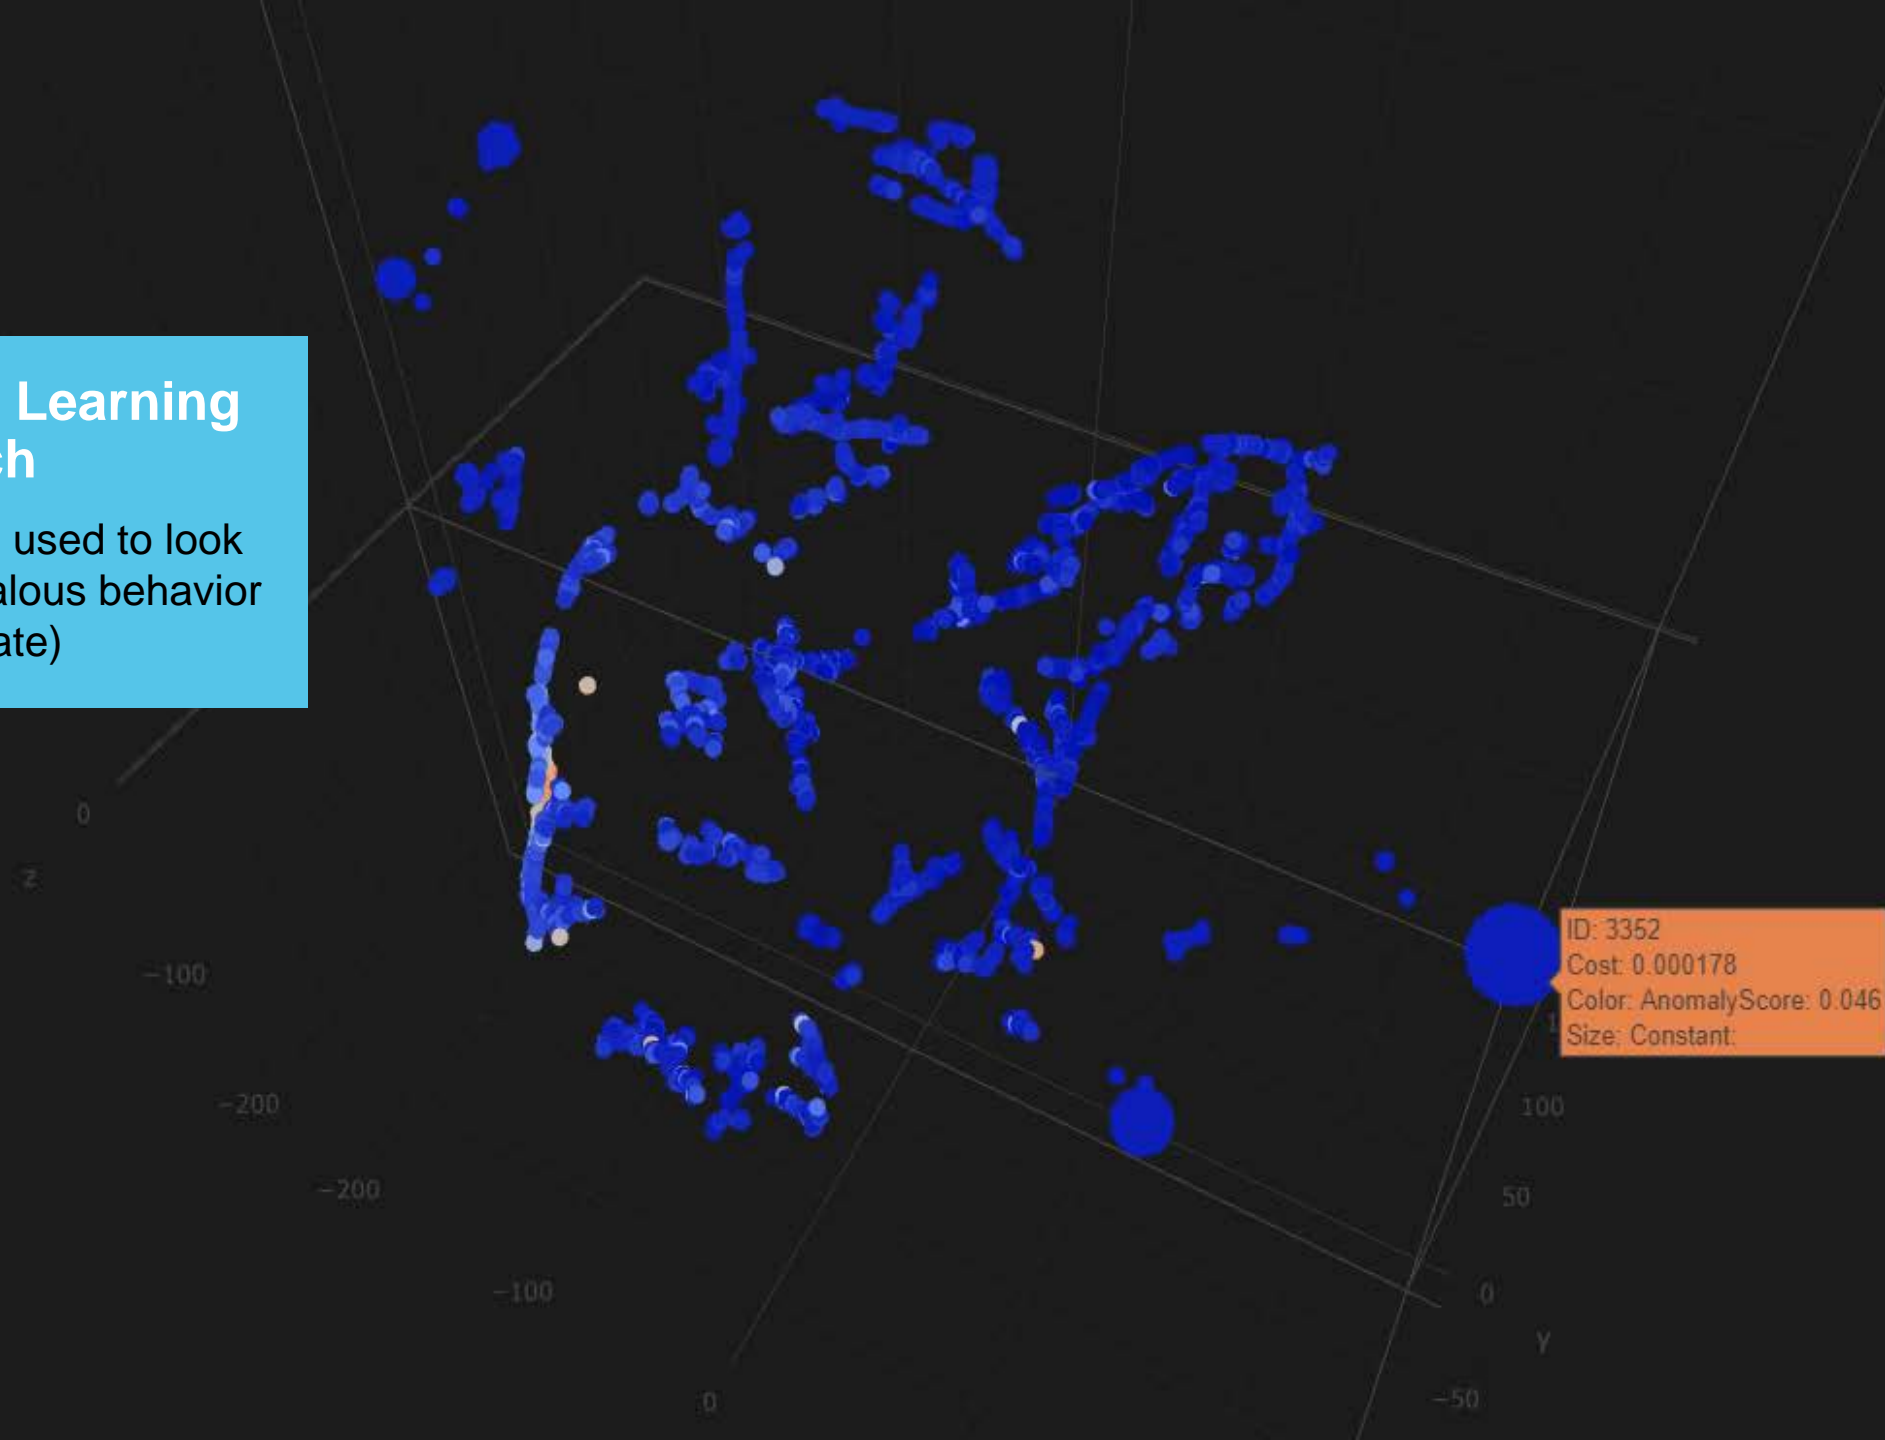 Learning
ch
used to look
alous behavior
ate)
0
z
−100
−200
−200
−100
0
ID: 3352
Cost: 0.000178
Color: AnomalyScore: 0.046
Size: Constant:
100
50
0
y
−50